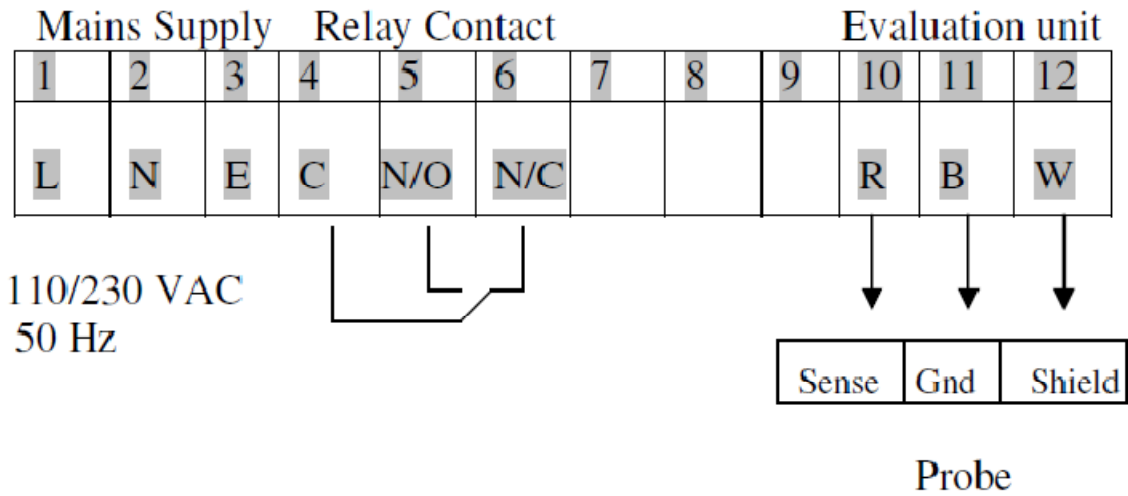 Mains Supply Relay Contact Evaluation unit
1 2 3 4 5 6 7 8 9 10 11 12
L N E C N/O N/C R B W
110/230 VAC
50 Hz
Sense Gnd Shield
Probe